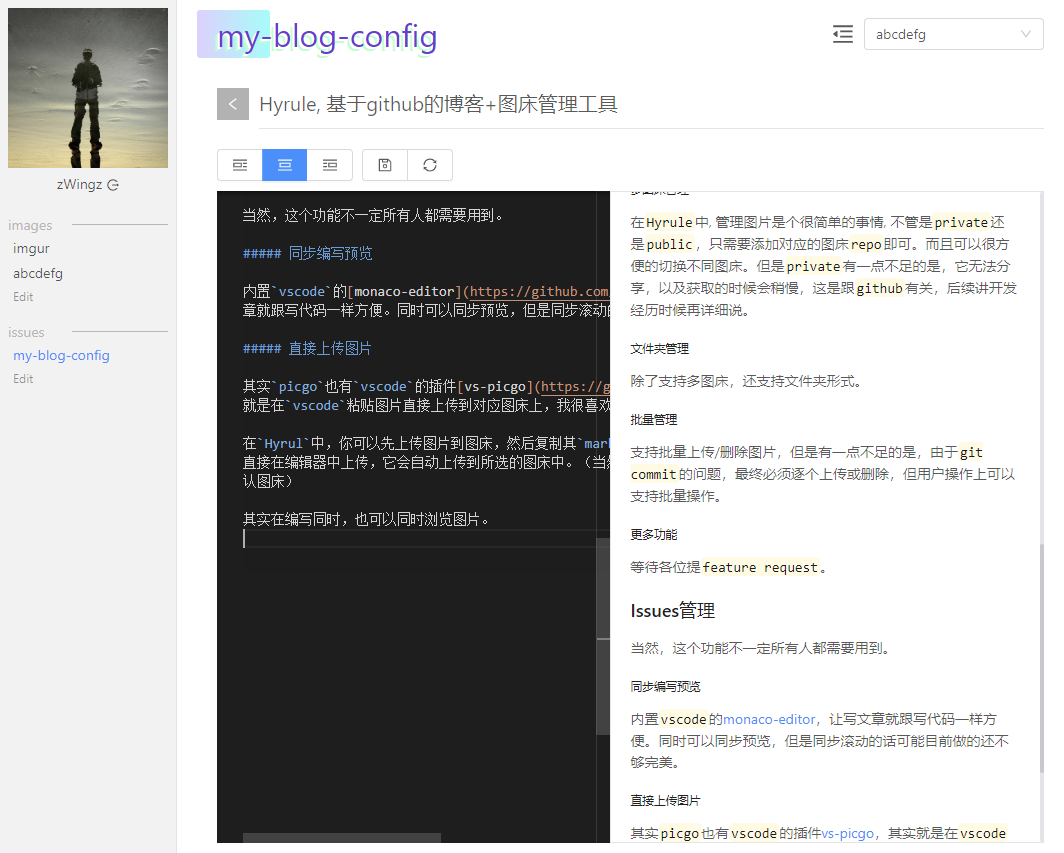 zWingz
images
imgur
abcdefg
Edit
issues
my-blog-config
Edit
my-blog-config
abcdefg
Hyrule, 基于github的博客+图床管理工具
当然，这个功能不一定所有人都需要用到。
##### 同步编写预览
内置`vscode`的[monaco-editor](https://github.com
章就跟写代码一样方便。同时可以同步预览，但是同步滚动的
##### 直接上传图片
其实`picgo`也有`vscode`的插件[vs-picgo](https://g
就是在`vscode`粘贴图片直接上传到对应图床上，我很喜欢
在`Hyrul`中，你可以先上传图片到图床，然后复制其`mark
直接在编辑器中上传，它会自动上传到所选的图床中。（当然
认图床）
其实在编写同时，也可以同时浏览图片。
在Hyrule中, 管理图片是个很简单的事情, 不管是private还
是public，只需要添加对应的图床repo即可。而且可以很方
便的切换不同图床。但是private有一点不足的是，它无法分
享，以及获取的时候会稍慢，这是跟github有关，后续讲开发
经历时候再详细说。
文件夹管理
除了支持多图床，还支持文件夹形式。
批量管理
支持批量上传/删除图片，但是有一点不足的是，由于git
commit的问题，最终必须逐个上传或删除，但用户操作上可以
支持批量操作。
更多功能
等待各位提feature request。
Issues管理
当然，这个功能不一定所有人都需要用到。
同步编写预览
内置vscode的monaco-editor，让写文章就跟写代码一样方
便。同时可以同步预览，但是同步滚动的话可能目前做的还不
够完美。
直接上传图片
其实picgo也有vscode的插件vs-picgo，其实就是在vscode